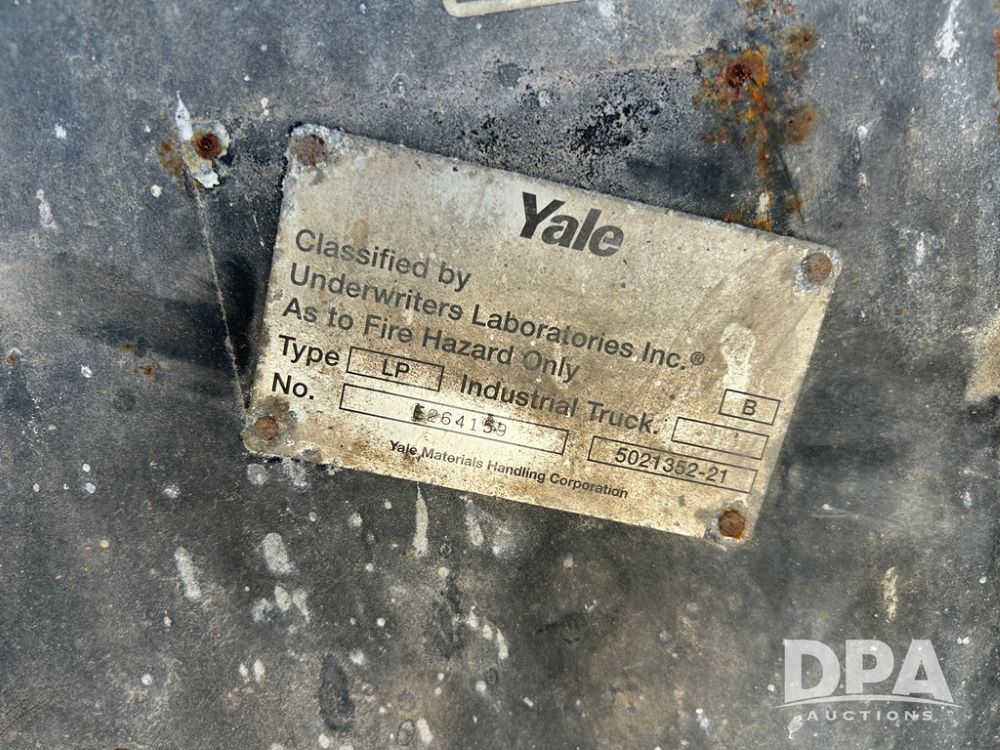 Yale
Classified by
Underwriters Laboratories Inc.®
As to Fire Hazard Only
Type LP Industrial Truck. B
No. 5021352-21
Yale Materials Handling Corporation
DPA
AUCTIONS